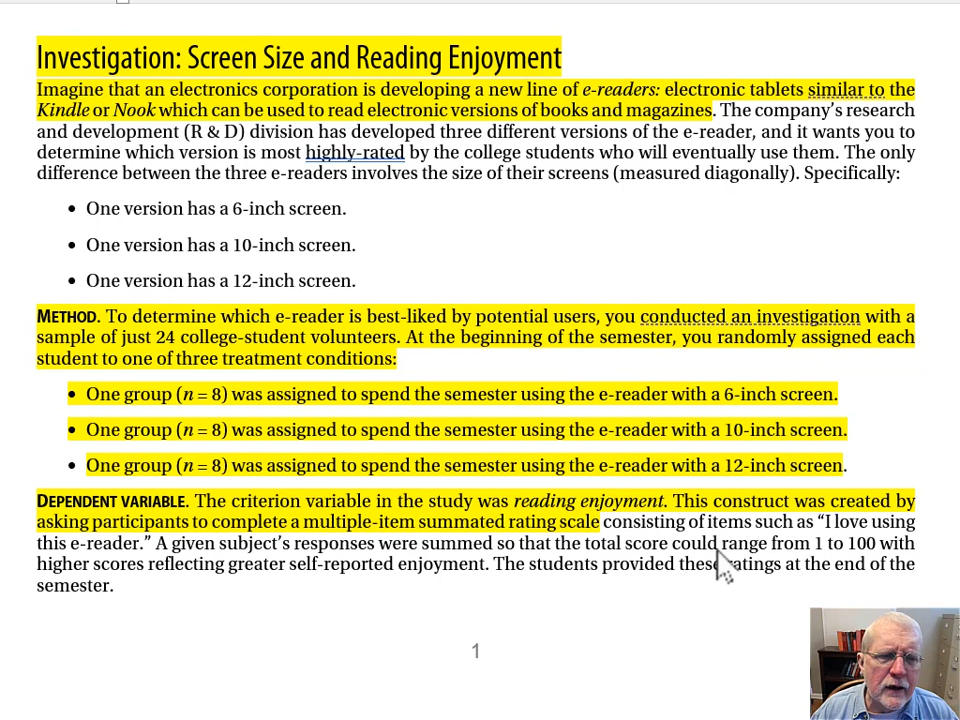 Investigation: Screen Size and Reading Enjoyment
Imagine that an electronics corporation is developing a new line of e-readers: electronic tablets similar to the
Kindle or Nook which can be used to read electronic versions of books and magazines. The company's research
and development (R & D) division has developed three different versions of the e-reader, and it wants you to
determine which version is most highly-rated by the college students who will eventually use them. The only
difference between the three e-readers involves the size of their screens (measured diagonally). Specifically:
• One version has a 6-inch screen.
• One version has a 10-inch screen.
• One version has a 12-inch screen.
METHOD. To determine which e-reader is best-liked by potential users, you conducted an investigation with a
sample of just 24 college-student volunteers. At the beginning of the semester, you randomly assigned each
student to one of three treatment conditions:
• One group (n = 8) was assigned to spend the semester using the e-reader with a 6-inch screen.
• One group (n = 8) was assigned to spend the semester using the e-reader with a 10-inch screen.
• One group (n = 8) was assigned to spend the semester using the e-reader with a 12-inch screen.
DEPENDENT VARIABLE. The criterion variable in the study was reading enjoyment. This construct was created by
asking participants to complete a multiple-item summated rating scale consisting of items such as “I love using
this e-reader.” A given subject's responses were summed so that the total score could range from 1 to 100 with
higher scores reflecting greater self-reported enjoyment. The students provided these ratings at the end of the
semester.
1